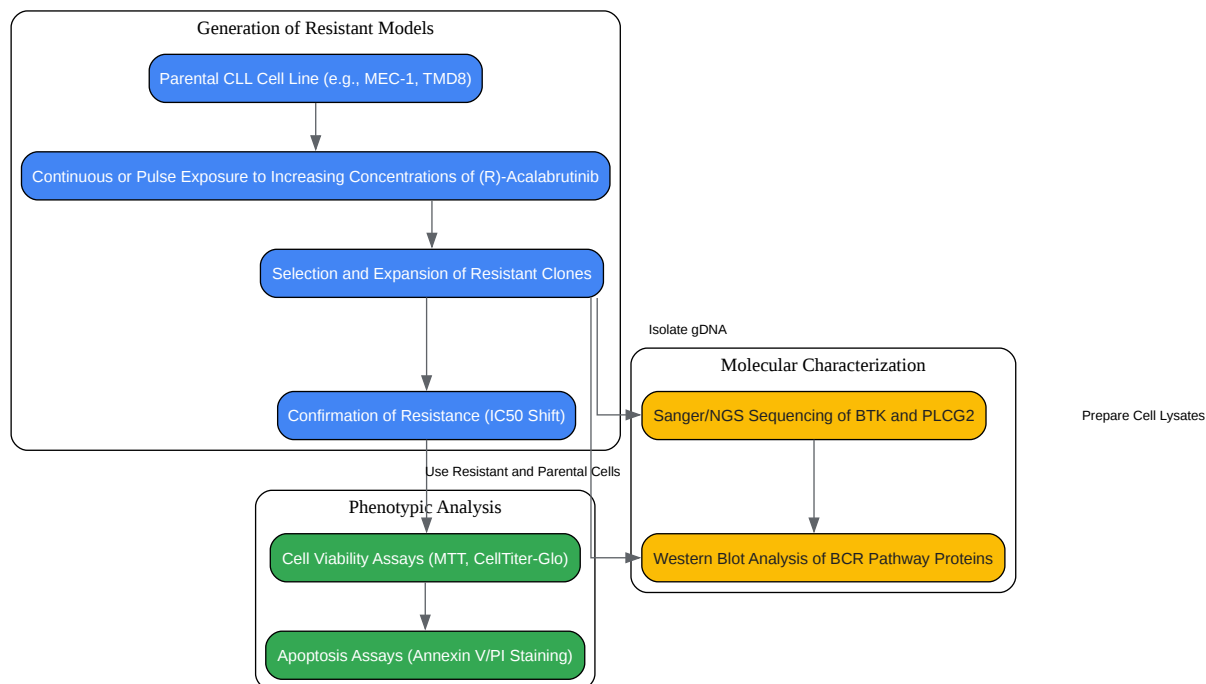 Generation of Resistant Models
Parental CLL Cell Line (e.g., MEC-1, TMD8)
Continuous or Pulse Exposure to Increasing Concentrations of (R)-Acalabrutinib
Selection and Expansion of Resistant Clones
Isolate gDNA
Molecular Characterization
Confirmation of Resistance (IC50 Shift)
Sanger/NGS Sequencing of BTK and PLCG2
Prepare Cell Lysates
Use Resistant and Parental Cells
Phenotypic Analysis
Cell Viability Assays (MTT, CellTiter-Glo)
Western Blot Analysis of BCR Pathway Proteins
Apoptosis Assays (Annexin V/PI Staining)